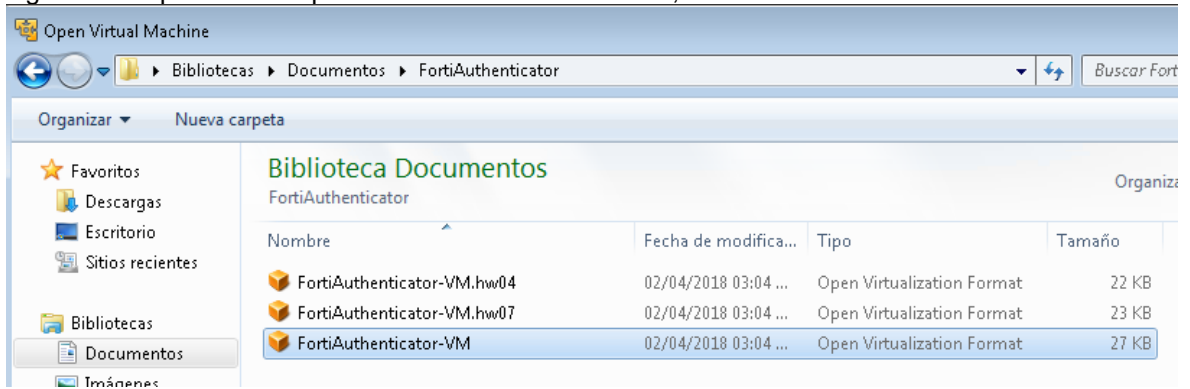 Open Virtual Machine
Bibliotecas ▸ Documentos ▸ FortiAuthenticator
Buscar Fort
Organizar ▾ Nueva carpeta
Favoritos
Descargas
Escritorio
Sitios recientes
Bibliotecas
Documentos
Imágenes
Biblioteca Documentos
FortiAuthenticator
Organiza
Nombre Fecha de modifica... Tipo Tamaño
FortiAuthenticator-VM.hw04 02/04/2018 03:04 ... Open Virtualization Format 22 KB
FortiAuthenticator-VM.hw07 02/04/2018 03:04 ... Open Virtualization Format 23 KB
FortiAuthenticator-VM 02/04/2018 03:04 ... Open Virtualization Format 27 KB